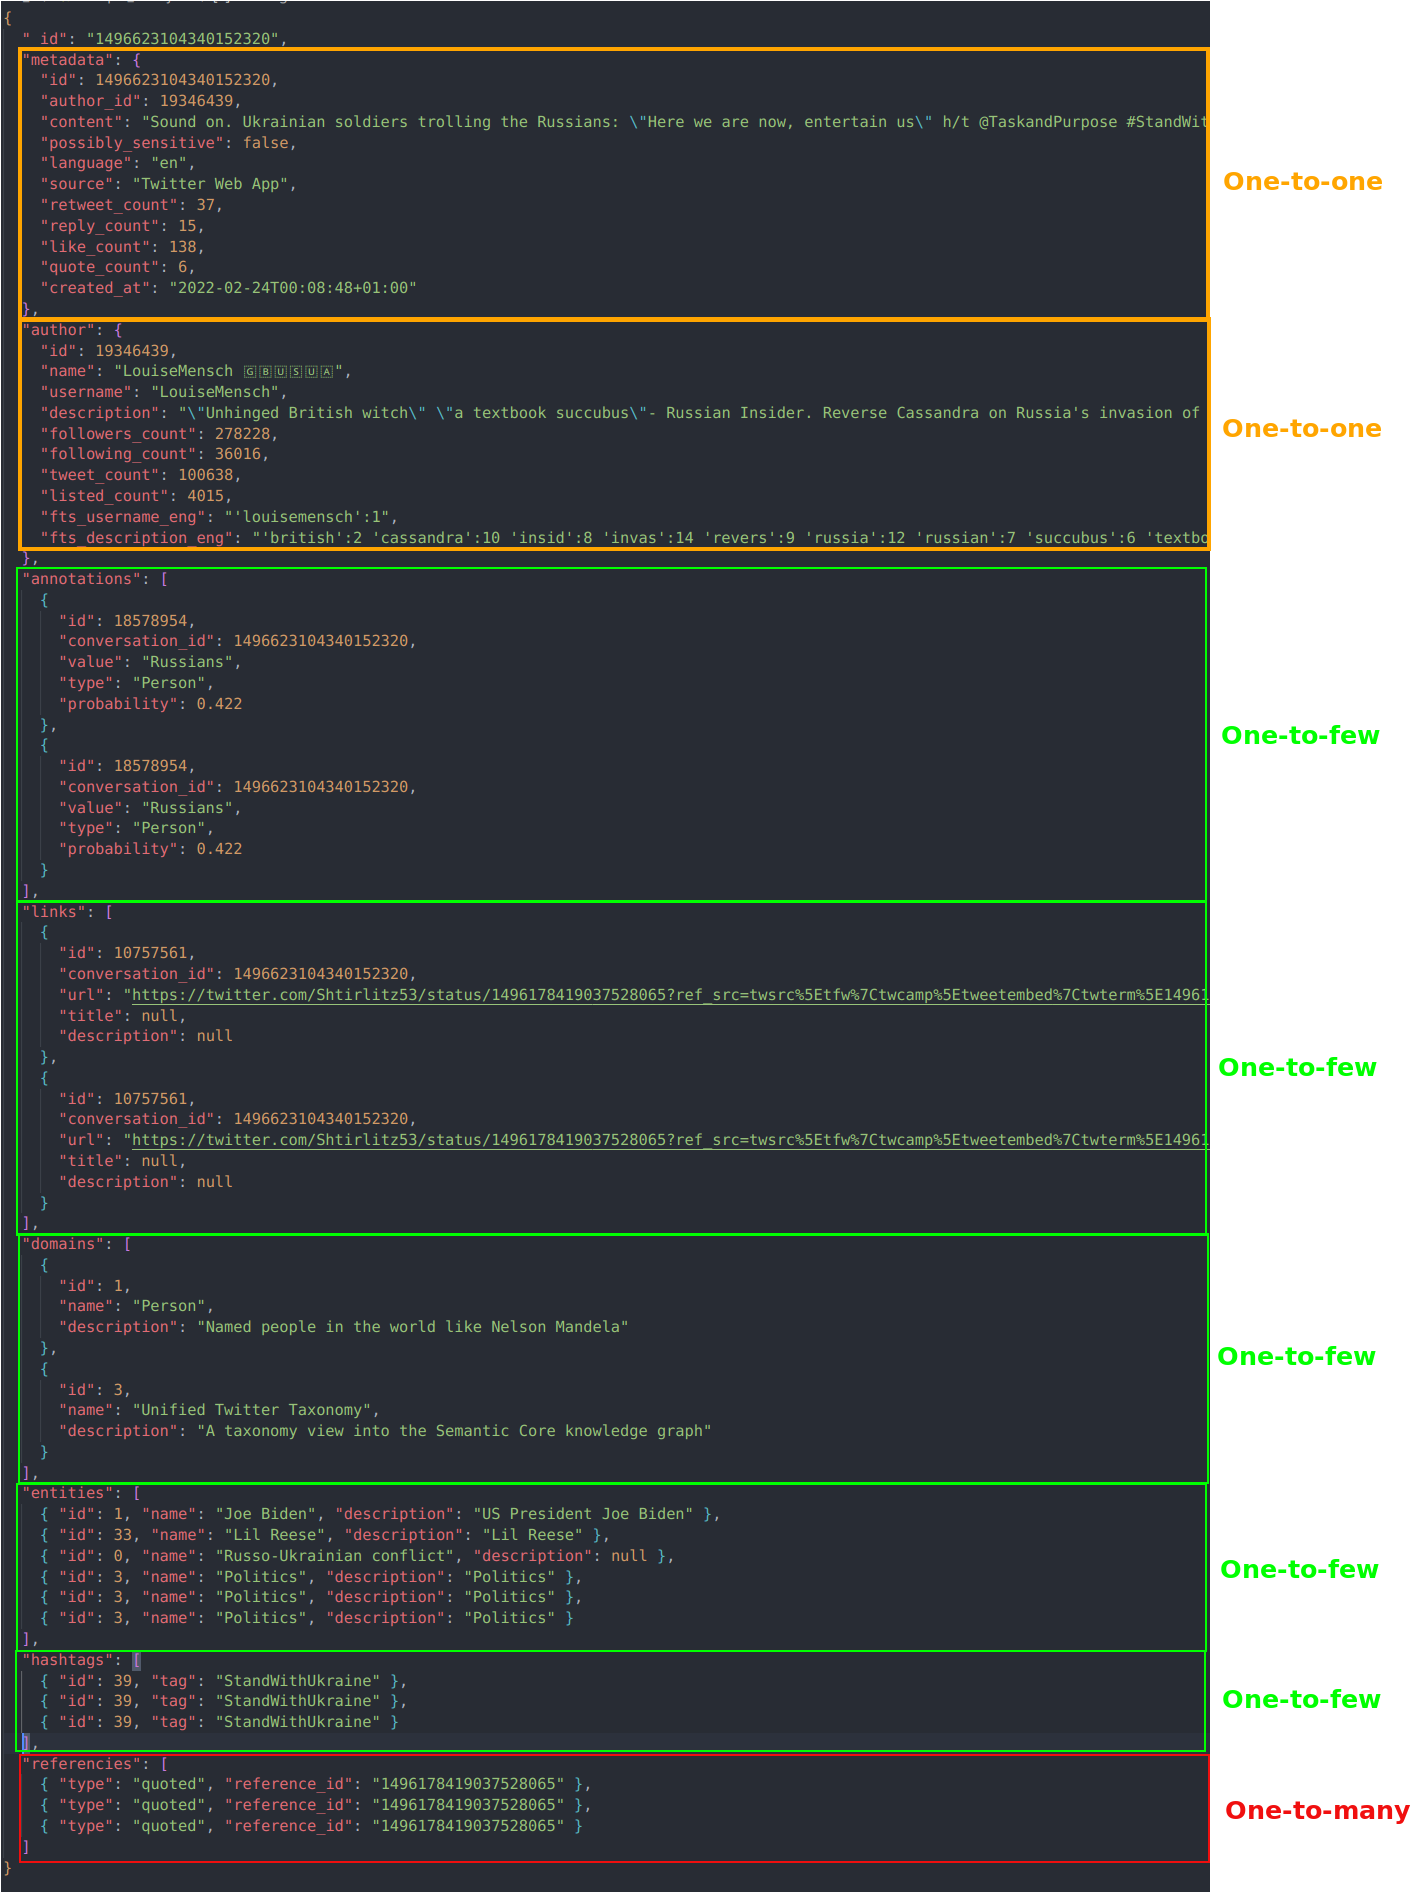 {
" id": "1496623104340152320",
"metadata": {
"id": 1496623104340152320,
"author_id": 19346439,
"content": "Sound on. Ukrainian soldiers trolling the Russians: \"Here we are now, entertain us\" h/t @TaskandPurpose #StandWit
"possibly_sensitive": false,
"language": "en",
"source": "Twitter Web App",
One-to-one
"retweet_count": 37,
"reply_count": 15,
"like_count": 138,
"quote_count": 6,
"created_at": "2022-02-24T00:08:48+01:00"
},
"author": {
"id": 19346439,
"name": "LouiseMensch 🇬🇧🇺🇸🇺🇦",
"username": "LouiseMensch",
"description": "\"Unhinged British witch\" \"a textbook succubus\"- Russian Insider. Reverse Cassandra on Russia's invasion of
One-to-one
"followers_count": 278228,
"following_count": 36016,
"tweet_count": 100638,
"listed_count": 4015,
"fts_username_eng": "'louisemensch':1",
"fts_description_eng": "'british':2 'cassandra':10 'insid':8 'invas':14 'revers':9 'russia':12 'russian':7 'succubus':6 'textbo
},
"annotations": [
{
"id": 18578954,
"conversation_id": 1496623104340152320,
"value": "Russians",
"type": "Person",
"probability": 0.422
},
One-to-few
{
"id": 18578954,
"conversation_id": 1496623104340152320,
"value": "Russians",
"type": "Person",
"probability": 0.422
}
],
"links": [
{
"id": 10757561,
"conversation_id": 1496623104340152320,
"url": "https://twitter.com/Shtirlitz53/status/1496178419037528065?ref_src=twsrc%5Etfw%7Ctwcamp%5Etweetembed%7Ctwterm%5E14961
"title": null,
"description": null
},
One-to-few
{
"id": 10757561,
"conversation_id": 1496623104340152320,
"url": "https://twitter.com/Shtirlitz53/status/1496178419037528065?ref_src=twsrc%5Etfw%7Ctwcamp%5Etweetembed%7Ctwterm%5E14961
"title": null,
"description": null
}
],
"domains": [
{
"id": 1,
"name": "Person",
"description": "Named people in the world like Nelson Mandela"
},
One-to-few
{
"id": 3,
"name": "Unified Twitter Taxonomy",
"description": "A taxonomy view into the Semantic Core knowledge graph"
}
],
"entities": [
{ "id": 1, "name": "Joe Biden", "description": "US President Joe Biden" },
{ "id": 33, "name": "Lil Reese", "description": "Lil Reese" },
{ "id": 0, "name": "Russo-Ukrainian conflict", "description": null },
One-to-few
{ "id": 3, "name": "Politics", "description": "Politics" },
{ "id": 3, "name": "Politics", "description": "Politics" },
{ "id": 3, "name": "Politics", "description": "Politics" }
],
"hashtags": [
{ "id": 39, "tag": "StandWithUkraine" },
{ "id": 39, "tag": "StandWithUkraine" },
One-to-few
{ "id": 39, "tag": "StandWithUkraine" }
],
"referencies": [
{ "type": "quoted", "reference_id": "1496178419037528065" },
{ "type": "quoted", "reference_id": "1496178419037528065" },
One-to-many
{ "type": "quoted", "reference_id": "1496178419037528065" }
]
}